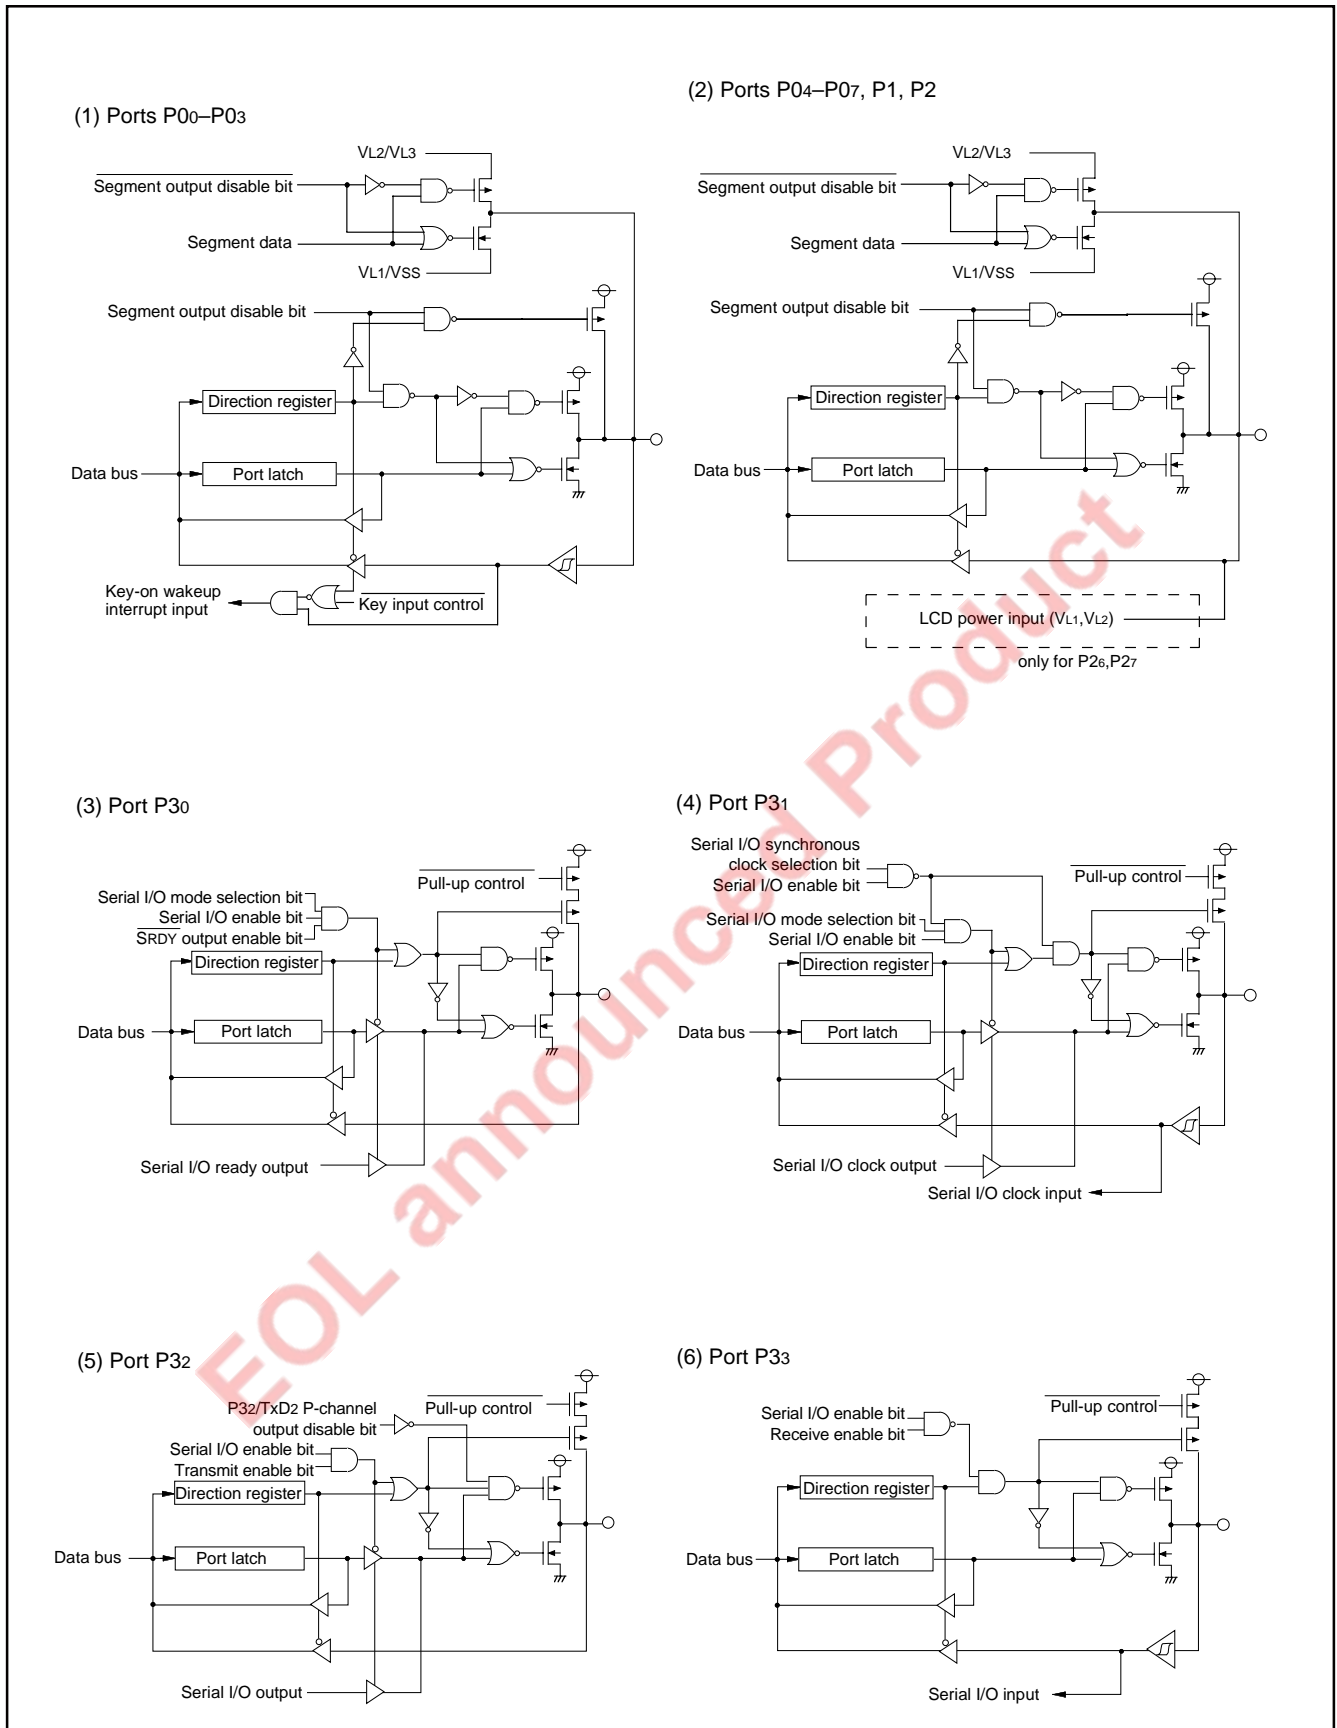 (1) Ports P00–P03
VL2/VL3
Segment output disable bit
Segment data
VL1/VSS
Segment output disable bit
Direction register
Data bus
Port latch
Key-on wakeup
interrupt input
Key input control
(2) Ports P04–P07, P1, P2
VL2/VL3
Segment output disable bit
Segment data
VL1/VSS
Segment output disable bit
Direction register
Data bus
Port latch
LCD power input (VL1,VL2)
only for P26,P27
(3) Port P30
Pull-up control
Serial I/O mode selection bit
Serial I/O enable bit
SRDY output enable bit
Direction register
Data bus
Port latch
Serial I/O ready output
(4) Port P31
Serial I/O synchronous
clock selection bit
Serial I/O enable bit
Pull-up control
Serial I/O mode selection bit
Serial I/O enable bit
Direction register
Data bus
Port latch
Serial I/O clock output
Serial I/O clock input
(5) Port P32
Pull-up control
P32/TxD2 P-channel
output disable bit
Serial I/O enable bit
Transmit enable bit
Direction register
Data bus
Port latch
Serial I/O output
(6) Port P33
Pull-up control
Serial I/O enable bit
Receive enable bit
Direction register
Data bus
Port latch
Serial I/O input
EOL announced Product